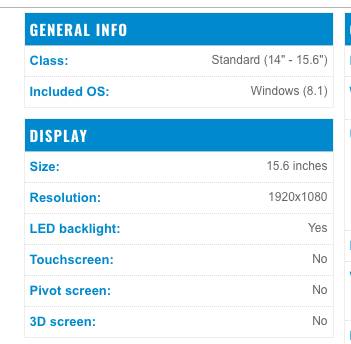 GENERAL INFO
Class: Standard (14" - 15.6")
Included OS: Windows (8.1)
DISPLAY
Size: 15.6 inches
Resolution: 1920x1080
LED backlight: Yes
Touchscreen: No
Pivot screen: No
3D screen: No